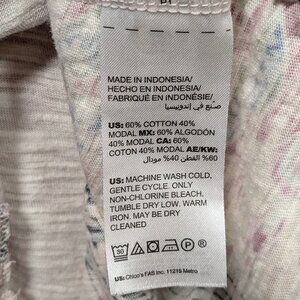 MADE IN INDONESIA/
HECHO EN INDONESIA/
FABRIQUÉ EN INDONÉSIE/
صنع في إندونيسيا
US: 60% COTTON 40%
MODAL MX: 60% ALGODÓN
40% MODAL CA: 60%
COTON 40% MODAL AE/KW:
60% القطن 40% مودال
US: MACHINE WASH COLD,
GENTLE CYCLE. ONLY
NON-CHLORINE BLEACH.
TUMBLE DRY LOW. WARM
IRON. MAY BE DRY
CLEANED
30
P
US: Chico's FAS Inc. 11215 Metro